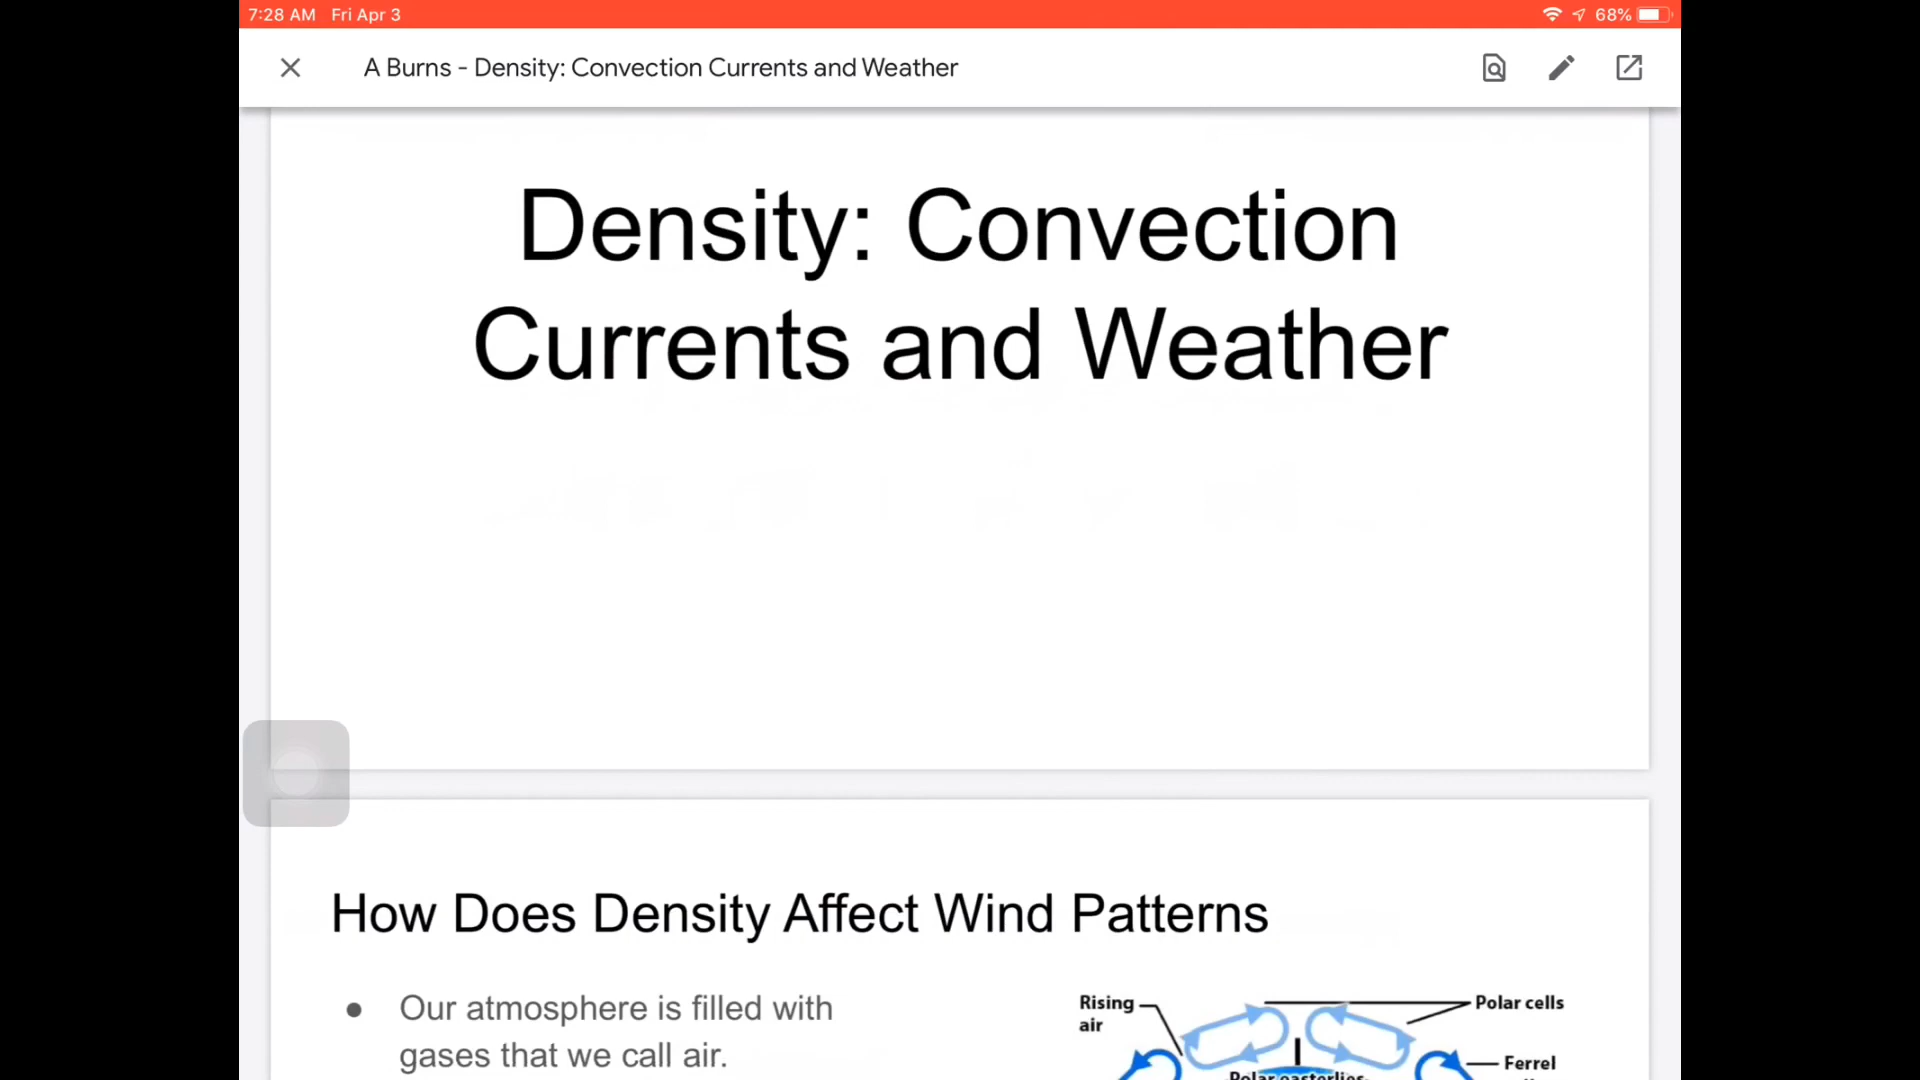 7:28 AM Fri Apr 3
68%
A Burns - Density: Convection Currents and Weather
Density: Convection
Currents and Weather
How Does Density Affect Wind Patterns
● Our atmosphere is filled with
gases that we call air.
Rising
air
Polar cells
Polar easterlies
Ferrel